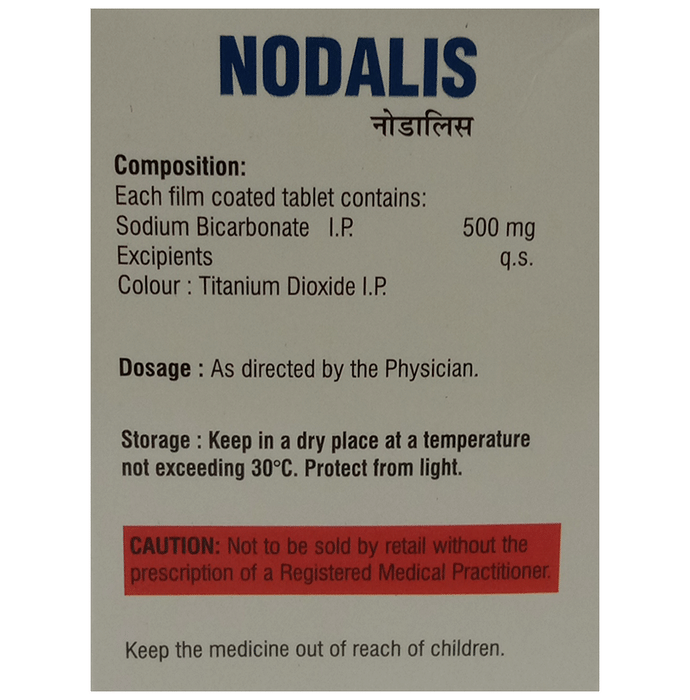 NODALIS
नोडालिस
Composition:
Each film coated tablet contains:
Sodium Bicarbonate I.P. 500 mg
Excipients q.s.
Colour : Titanium Dioxide I.P.
Dosage : As directed by the Physician.
Storage : Keep in a dry place at a temperature
not exceeding 30°C. Protect from light.
CAUTION: Not to be sold by retail without the
prescription of a Registered Medical Practitioner.
Keep the medicine out of reach of children.